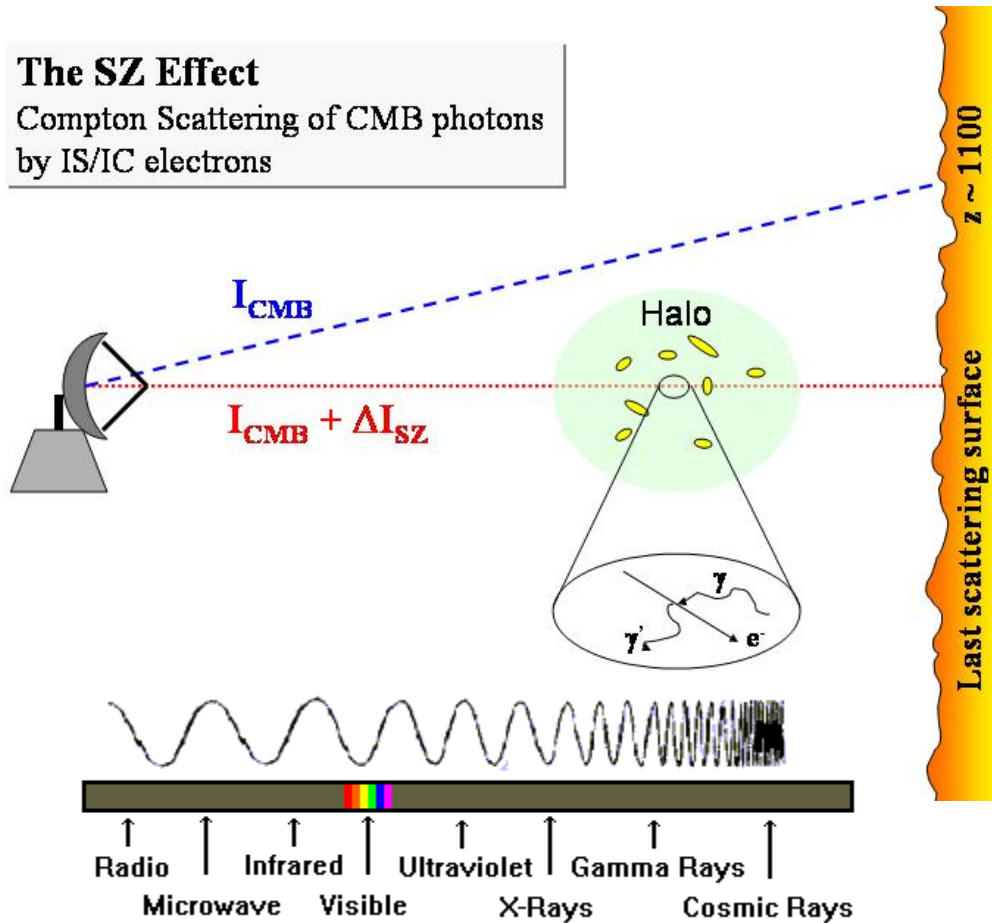 The SZ Effect
Compton Scattering of CMB photons
by IS/IC electrons
z ~ 1100
I_CMB
Halo
I_CMB + ΔI_SZ
Last scattering surface
γ
γ'
e⁻
Radio
Infrared
Ultraviolet
Gamma Rays
Microwave
Visible
X-Rays
Cosmic Rays